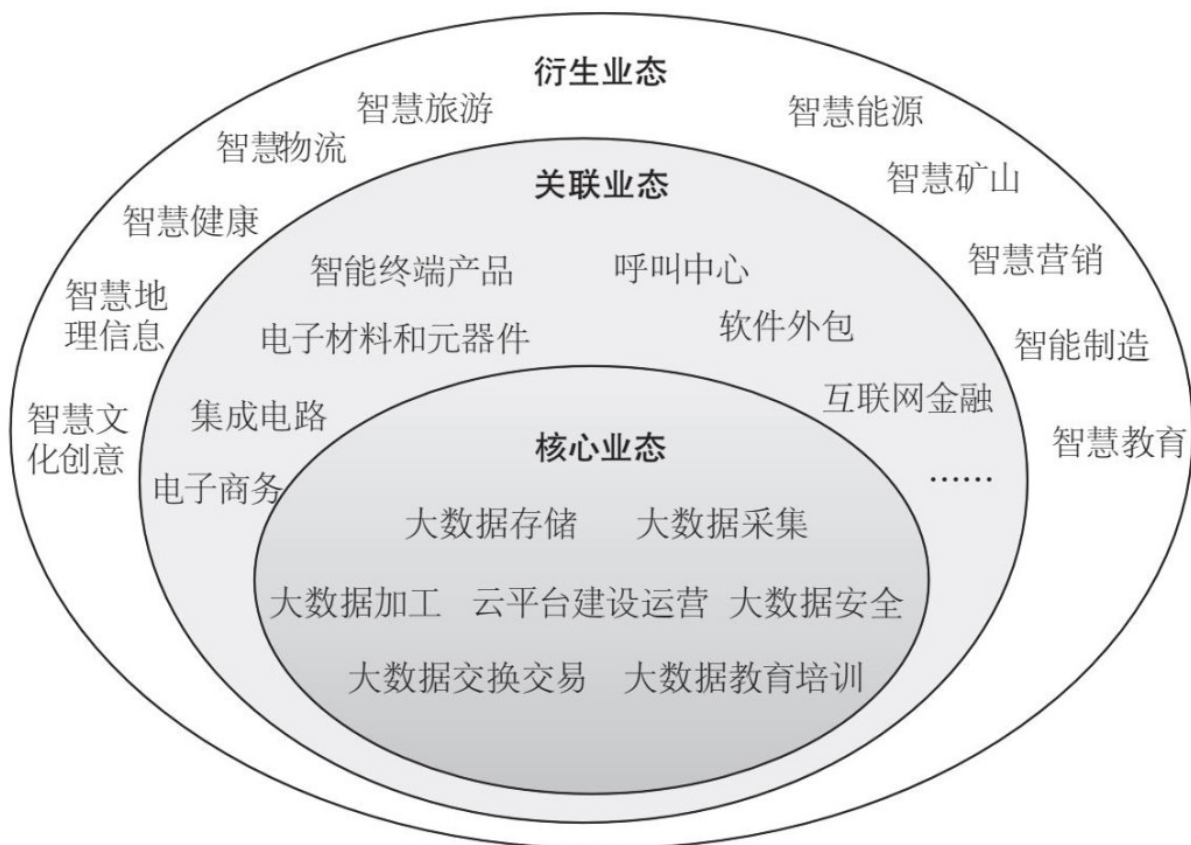 衍生业态
智慧旅游
智慧能源
智慧物流
智慧矿山
关联业态
智慧健康
智慧营销
智能终端产品
呼叫中心
智慧地
理信息
电子材料和元器件
软件外包
智能制造
互联网金融
智慧文
化创意
集成电路
智慧教育
核心业态
电子商务
……
大数据存储
大数据采集
大数据加工
云平台建设运营
大数据安全
大数据交换交易
大数据教育培训